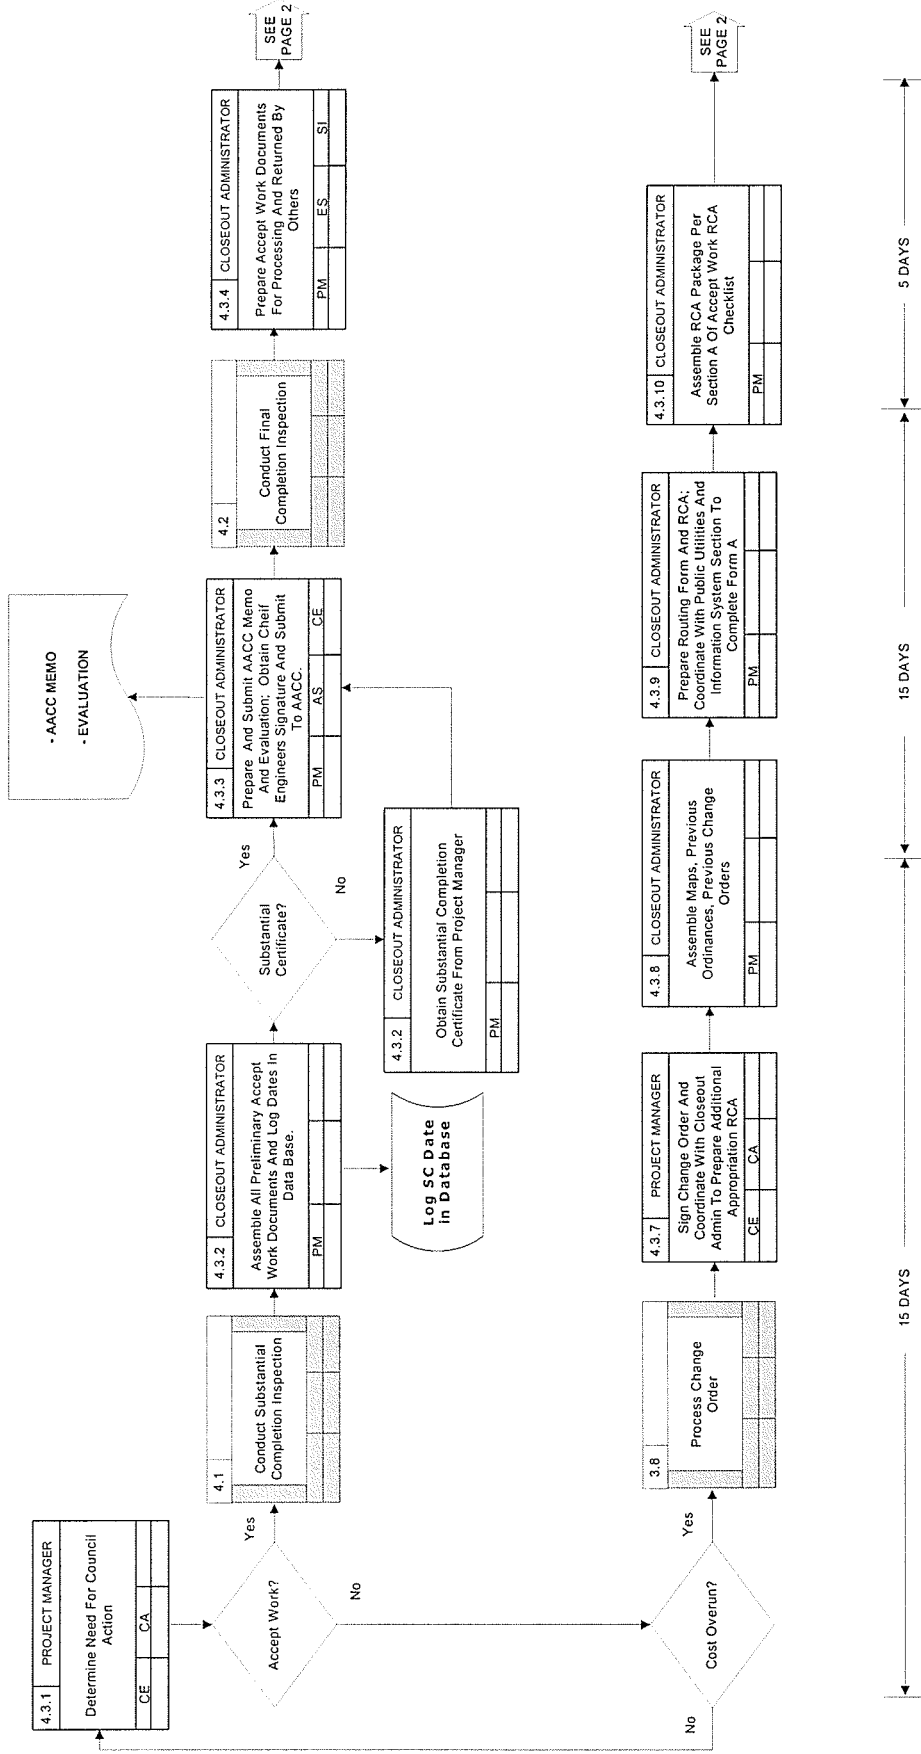 4.3.1 PROJECT MANAGER
Determine Need For Council
Action
CE CA
Accept Work?
Yes
No
4.1
Conduct Substantial
Completion Inspection
4.3.2 CLOSEOUT ADMINISTRATOR
Assemble All Preliminary Accept
Work Documents And Log Dates In
Data Base.
PM
Log SC Date
in Database
Substantial
Certificate?
Yes
No
4.3.2 CLOSEOUT ADMINISTRATOR
Obtain Substantial Completion
Certificate From Project Manager
PM
4.3.3 CLOSEOUT ADMINISTRATOR
Prepare And Submit AACC Memo
And Evaluation; Obtain Cheif
Engineers Signature And Submit
To AACC.
PM AS CE
- AACC MEMO
- EVALUATION
4.2
Conduct Final
Completion Inspection
4.3.4 CLOSEOUT ADMINISTRATOR
Prepare Accept Work Documents
For Processing And Returned By
Others
PM ES SI
SEE
PAGE 2
Cost Overun?
No
Yes
3.8
Process Change
Order
4.3.7 PROJECT MANAGER
Sign Change Order And
Coordinate With Closeout
Admin To Prepare Additional
Appropriation RCA
CE CA
4.3.8 CLOSEOUT ADMINISTRATOR
Assemble Maps, Previous
Ordinances, Previous Change
Orders
PM
4.3.9 CLOSEOUT ADMINISTRATOR
Prepare Routing Form And RCA;
Coordinate With Public Utilities And
Information System Section To
Complete Form A
PM
4.3.10 CLOSEOUT ADMINISTRATOR
Assemble RCA Package Per
Section A Of Accept Work RCA
Checklist
PM
SEE
PAGE 2
15 DAYS
15 DAYS
5 DAYS